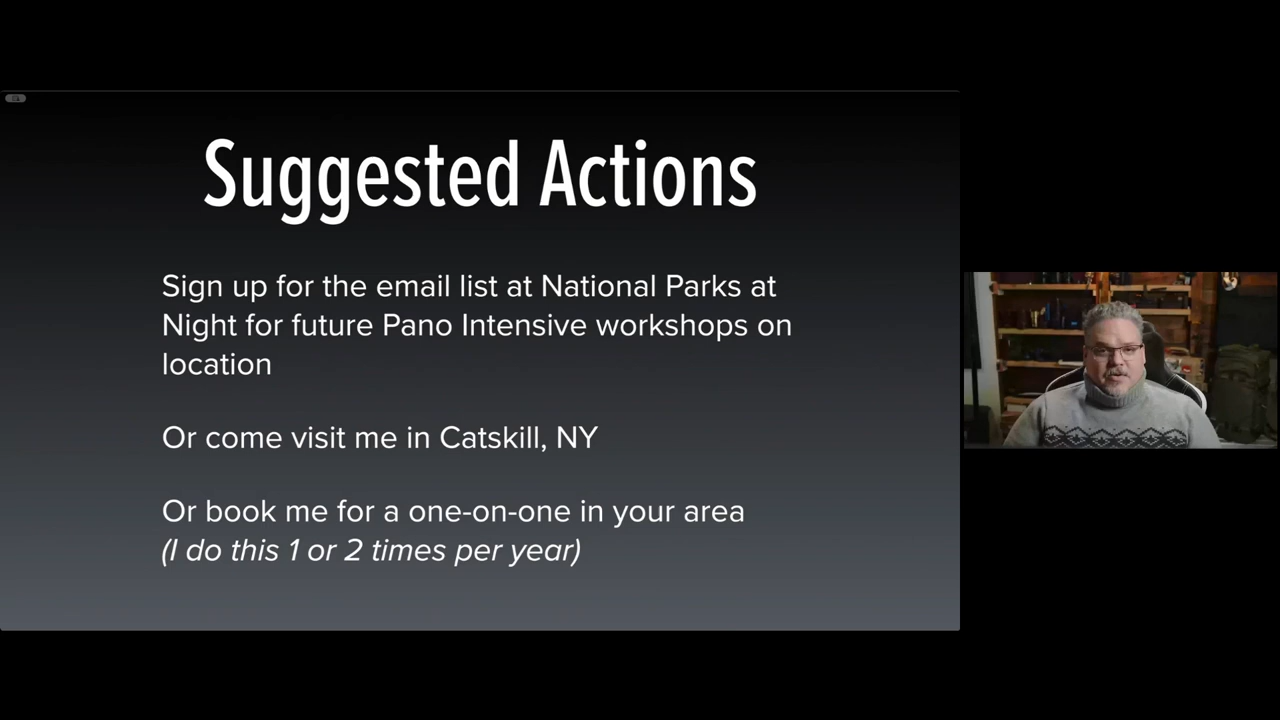 Suggested Actions
Sign up for the email list at National Parks at
Night for future Pano Intensive workshops on
location
Or come visit me in Catskill, NY
Or book me for a one-on-one in your area
(I do this 1 or 2 times per year)